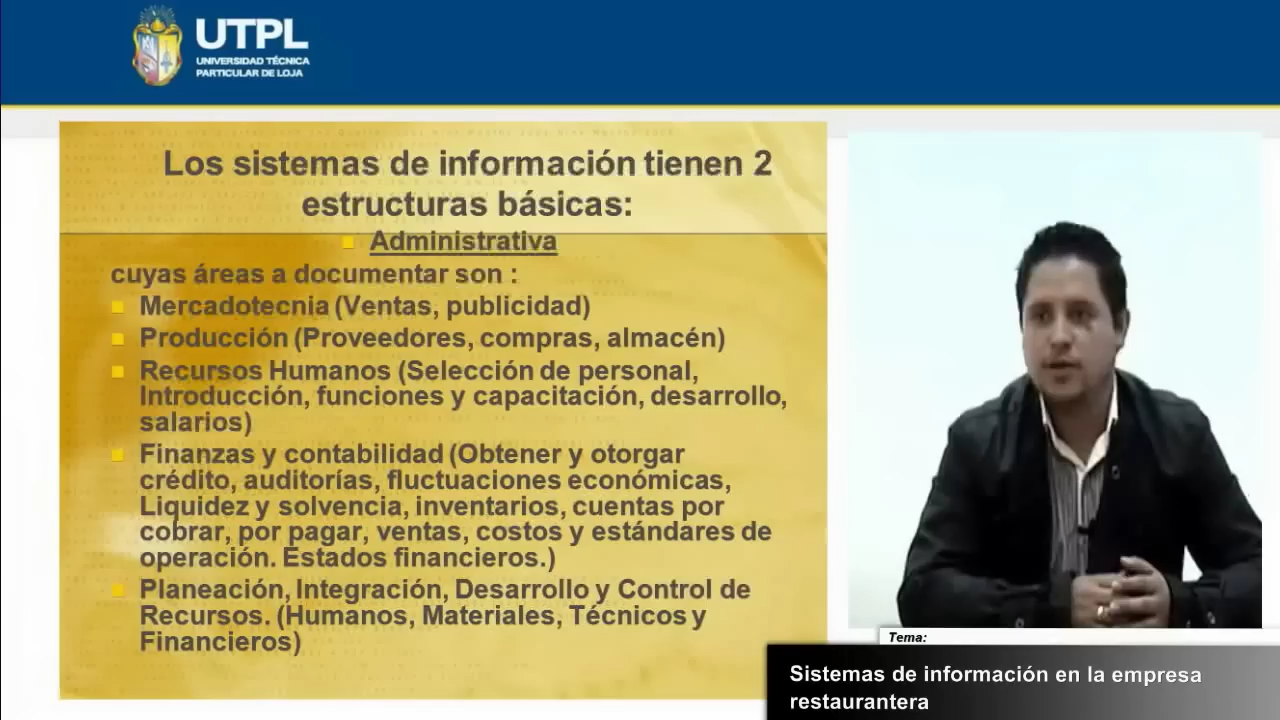 UTPL
UNIVERSIDAD TÉCNICA
PARTICULAR DE LOJA
Los sistemas de información tienen 2
estructuras básicas:
Administrativa
cuyas áreas a documentar son :
Mercadotecnia (Ventas, publicidad)
Producción (Proveedores, compras, almacén)
Recursos Humanos (Selección de personal,
Introducción, funciones y capacitación, desarrollo,
salarios)
Finanzas y contabilidad (Obtener y otorgar
crédito, auditorías, fluctuaciones económicas,
Liquidez y solvencia, inventarios, cuentas por
cobrar, por pagar, ventas, costos y estándares de
operación. Estados financieros.)
Planeación, Integración, Desarrollo y Control de
Recursos. (Humanos, Materiales, Técnicos y
Financieros)
Tema:
Sistemas de información en la empresa
restaurantera